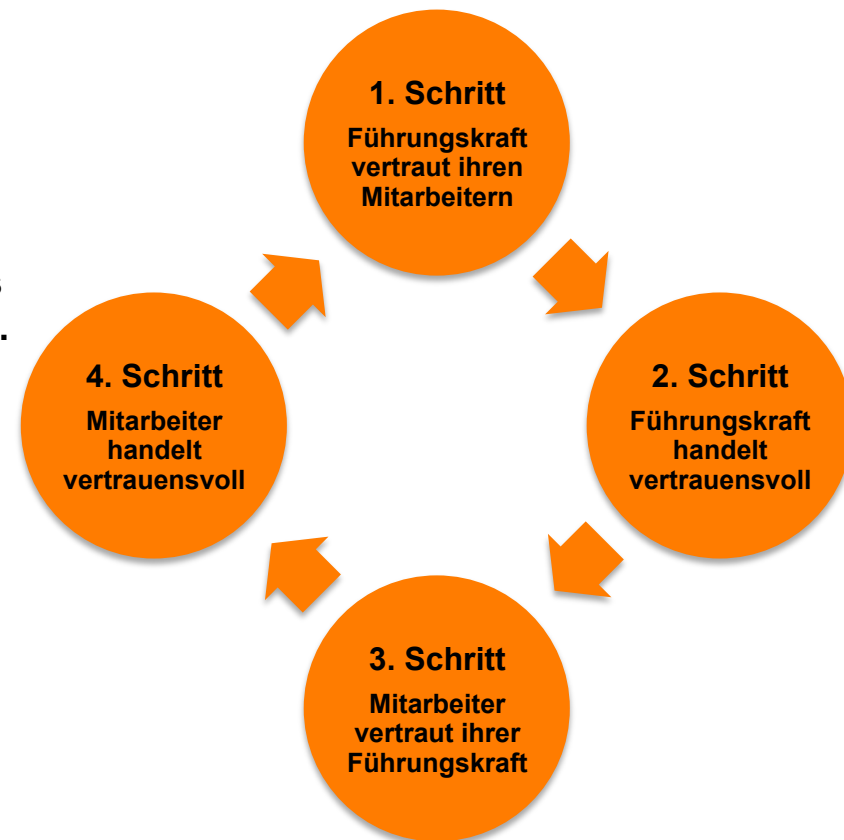 1. Schritt
Führungskraft
vertraut ihren
Mitarbeitern
2. Schritt
Führungskraft
handelt
vertrauensvoll
3. Schritt
Mitarbeiter
vertraut ihrer
Führungskraft
4. Schritt
Mitarbeiter
handelt
vertrauensvoll